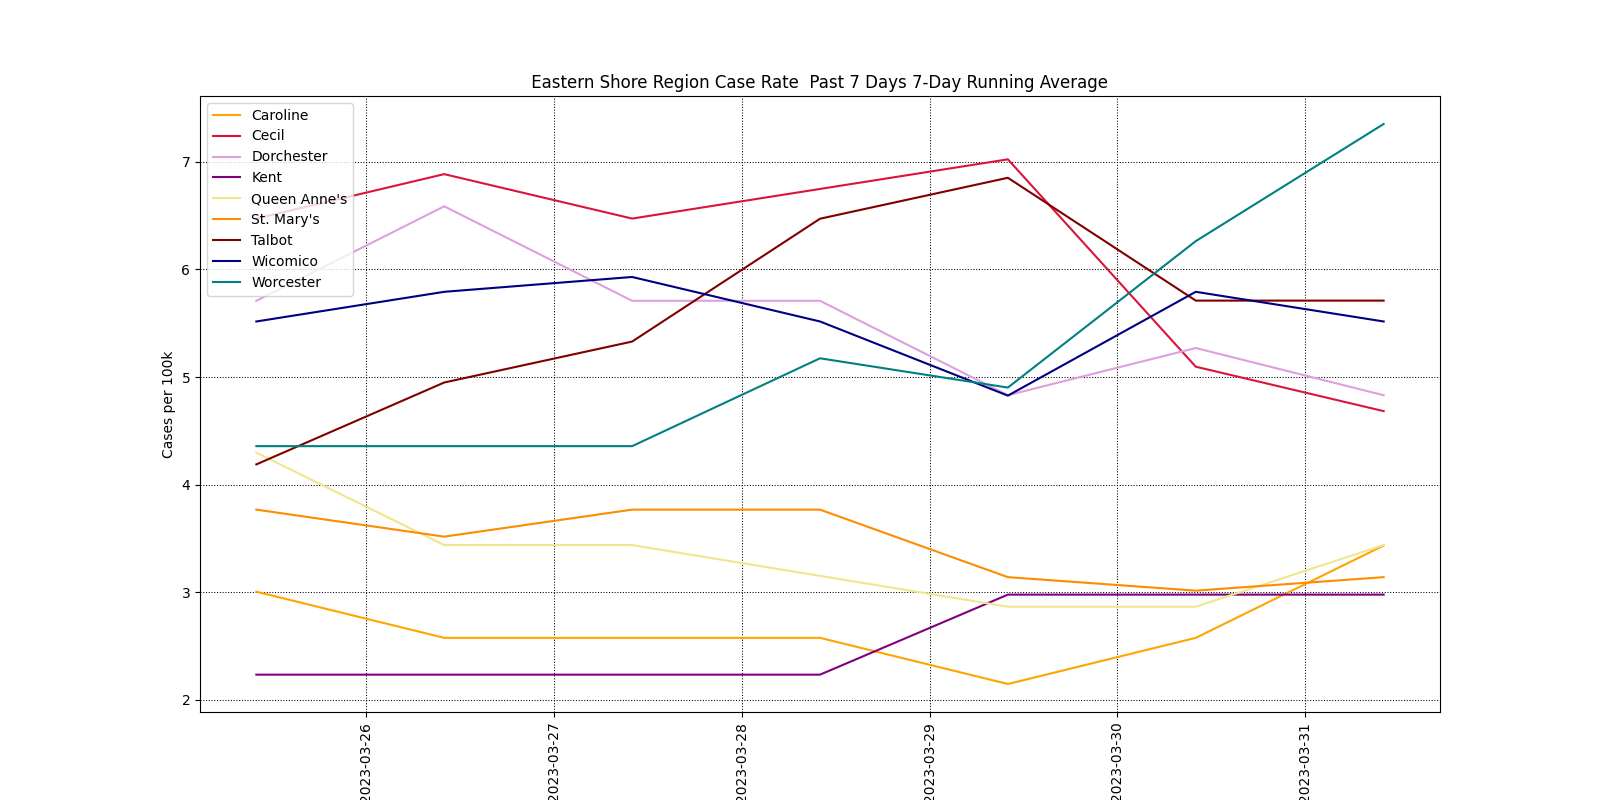 Eastern Shore Region Case Rate  Past 7 Days 7-Day Running Average
Caroline
Cecil
Dorchester
Kent
Queen Anne's
St. Mary's
Talbot
Wicomico
Worcester
Cases per 100k
7
6
5
4
3
2
2023-03-26
2023-03-27
2023-03-28
2023-03-29
2023-03-30
2023-03-31